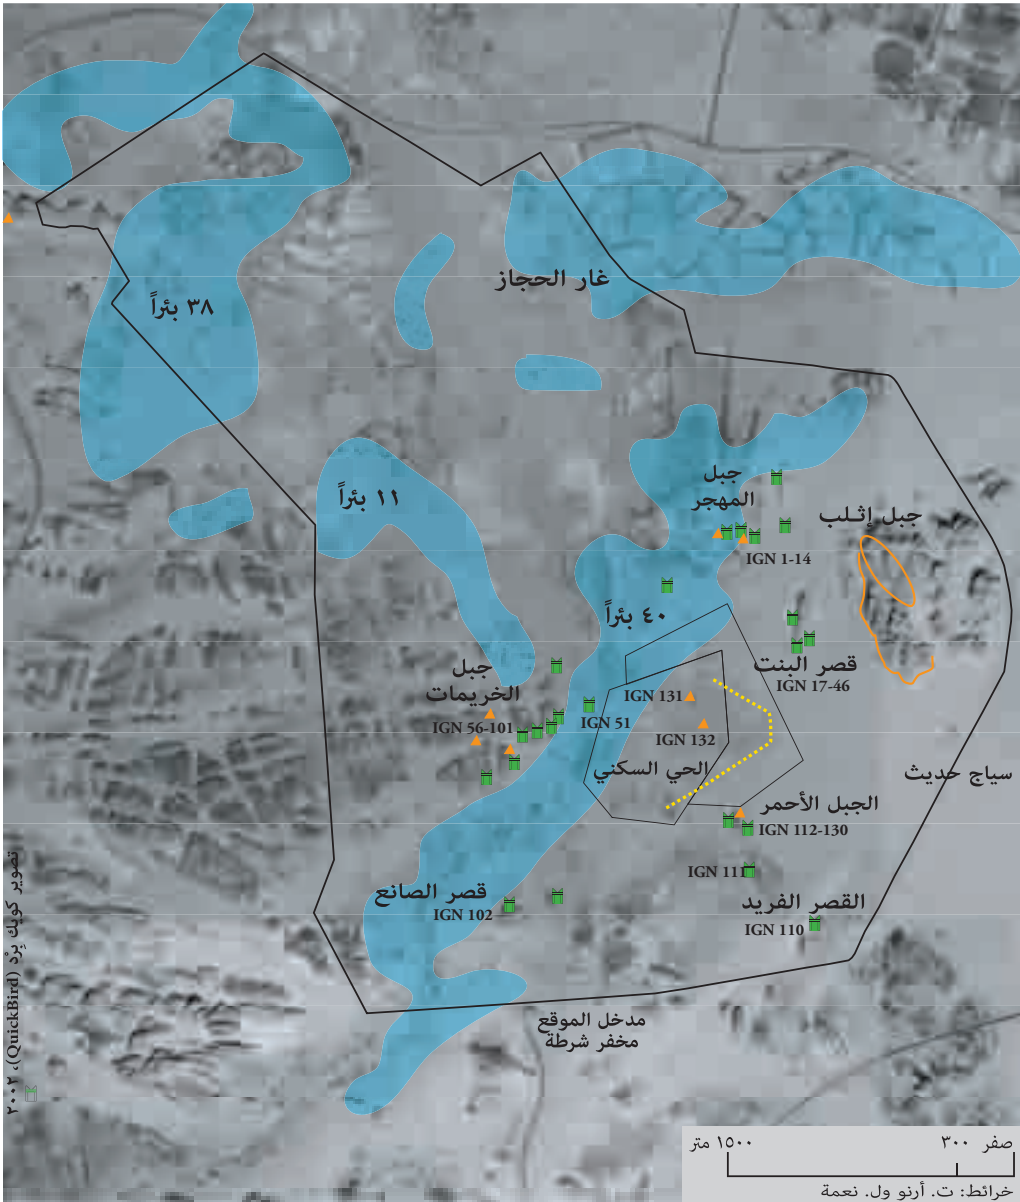 غار الحجاز
٣٨ بئراً
جبل
المهجر
IGN 1-14
١١ بئراً
جبل إثـلب
٤٠ بئراً
قصر البنت
IGN 17-46
جبل
الخريمات
IGN 56-101
IGN 51
IGN 131
IGN 132
الحي السكني
سياج حديث
الجبل الأحمر
IGN 112-130
IGN 111
قصر الصانع
IGN 102
القصر الفريد
IGN 110
مدخل الموقع
مخفر شرطة
تصوير كويك بِرْد (QuickBird)، ٢٠٠٢
صفر ٣٠٠ ١٥٠٠ متر
خرائط: ت. أرنو ول. نعمة